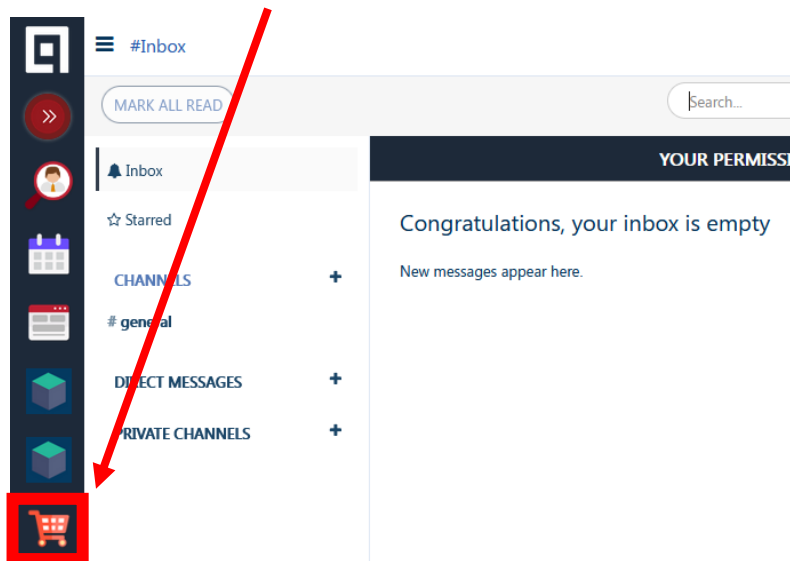 #Inbox
MARK ALL READ
Search...
Inbox
YOUR PERMISSI
Starred
Congratulations, your inbox is empty
CHANNELS +
New messages appear here.
# general
DIRECT MESSAGES +
PRIVATE CHANNELS +